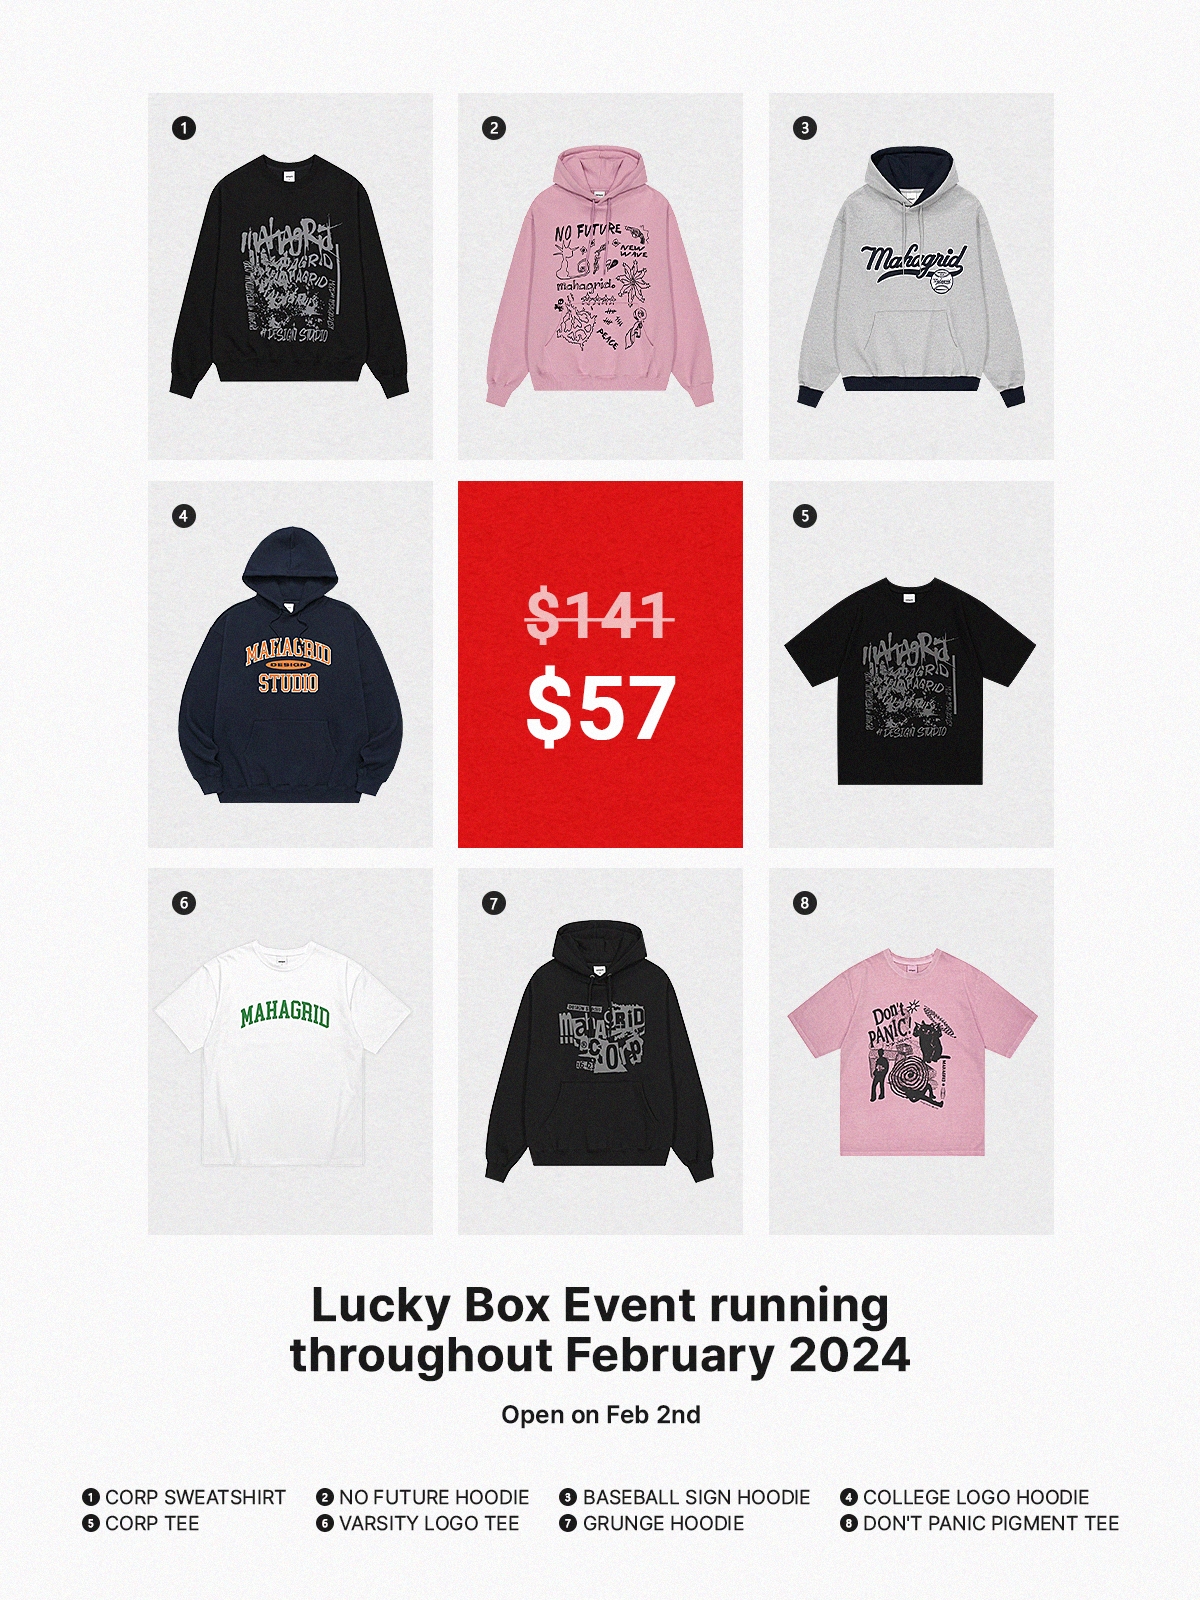 1
2
3
mahagRid
# DESIGN STUDIO
NO FUTURE
NEW
WAVE
mahagrid.
PEACE
Mahagrid
4
5
MAHAGRID
DESIGN
STUDIO
$141
$57
mahagRid
# DESIGN STUDIO
6
7
8
MAHAGRID
mahaGRID
corp
Don't
PANIC!
Lucky Box Event running
throughout February 2024
Open on Feb 2nd
1 CORP SWEATSHIRT 2 NO FUTURE HOODIE 3 BASEBALL SIGN HOODIE 4 COLLEGE LOGO HOODIE
5 CORP TEE 6 VARSITY LOGO TEE 7 GRUNGE HOODIE 8 DON'T PANIC PIGMENT TEE